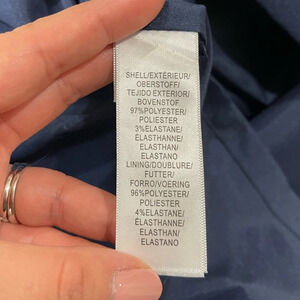 SHELL/EXTÉRIEUR/
OBERSTOFF/
TEJIDO EXTERIOR/
BOVENSTOF
97%POLYESTER/
POLIESTER
3%ELASTANE/
ÉLASTHANNE/
ELASTHAN/
ELASTANO
LINING/DOUBLURE/
FUTTER/
FORRO/VOERING
96%POLYESTER/
POLIESTER
4%ELASTANE/
ÉLASTHANNE/
ELASTHAN/
ELASTANO